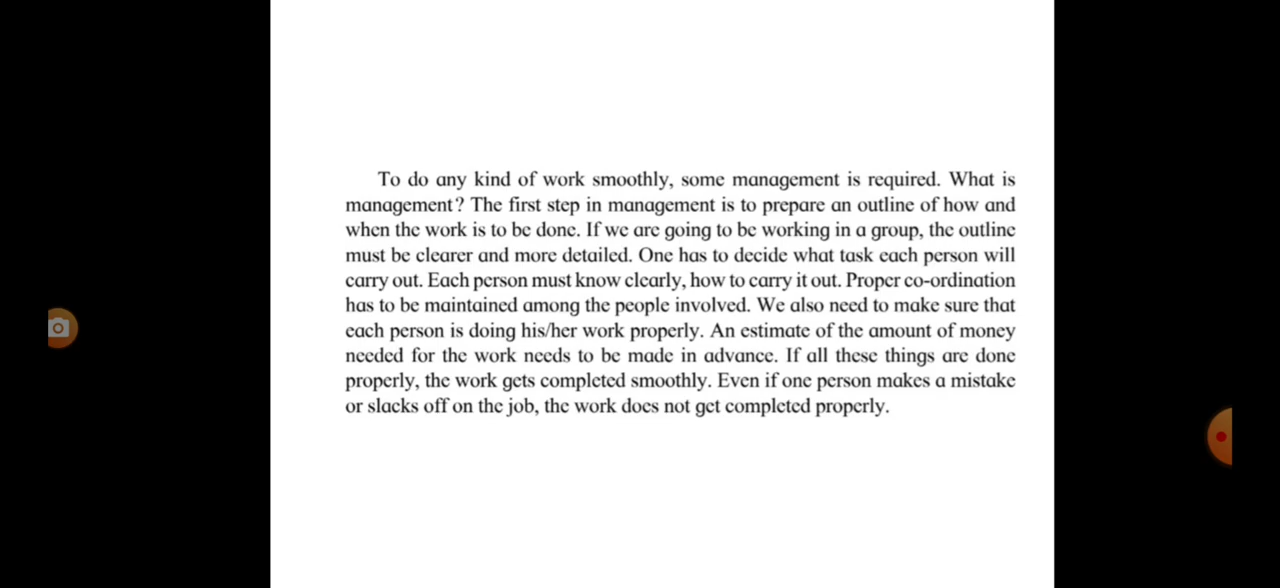 To do any kind of work smoothly, some management is required. What is
management? The first step in management is to prepare an outline of how and
when the work is to be done. If we are going to be working in a group, the outline
must be clearer and more detailed. One has to decide what task each person will
carry out. Each person must know clearly, how to carry it out. Proper co-ordination
has to be maintained among the people involved. We also need to make sure that
each person is doing his/her work properly. An estimate of the amount of money
needed for the work needs to be made in advance. If all these things are done
properly, the work gets completed smoothly. Even if one person makes a mistake
or slacks off on the job, the work does not get completed properly.